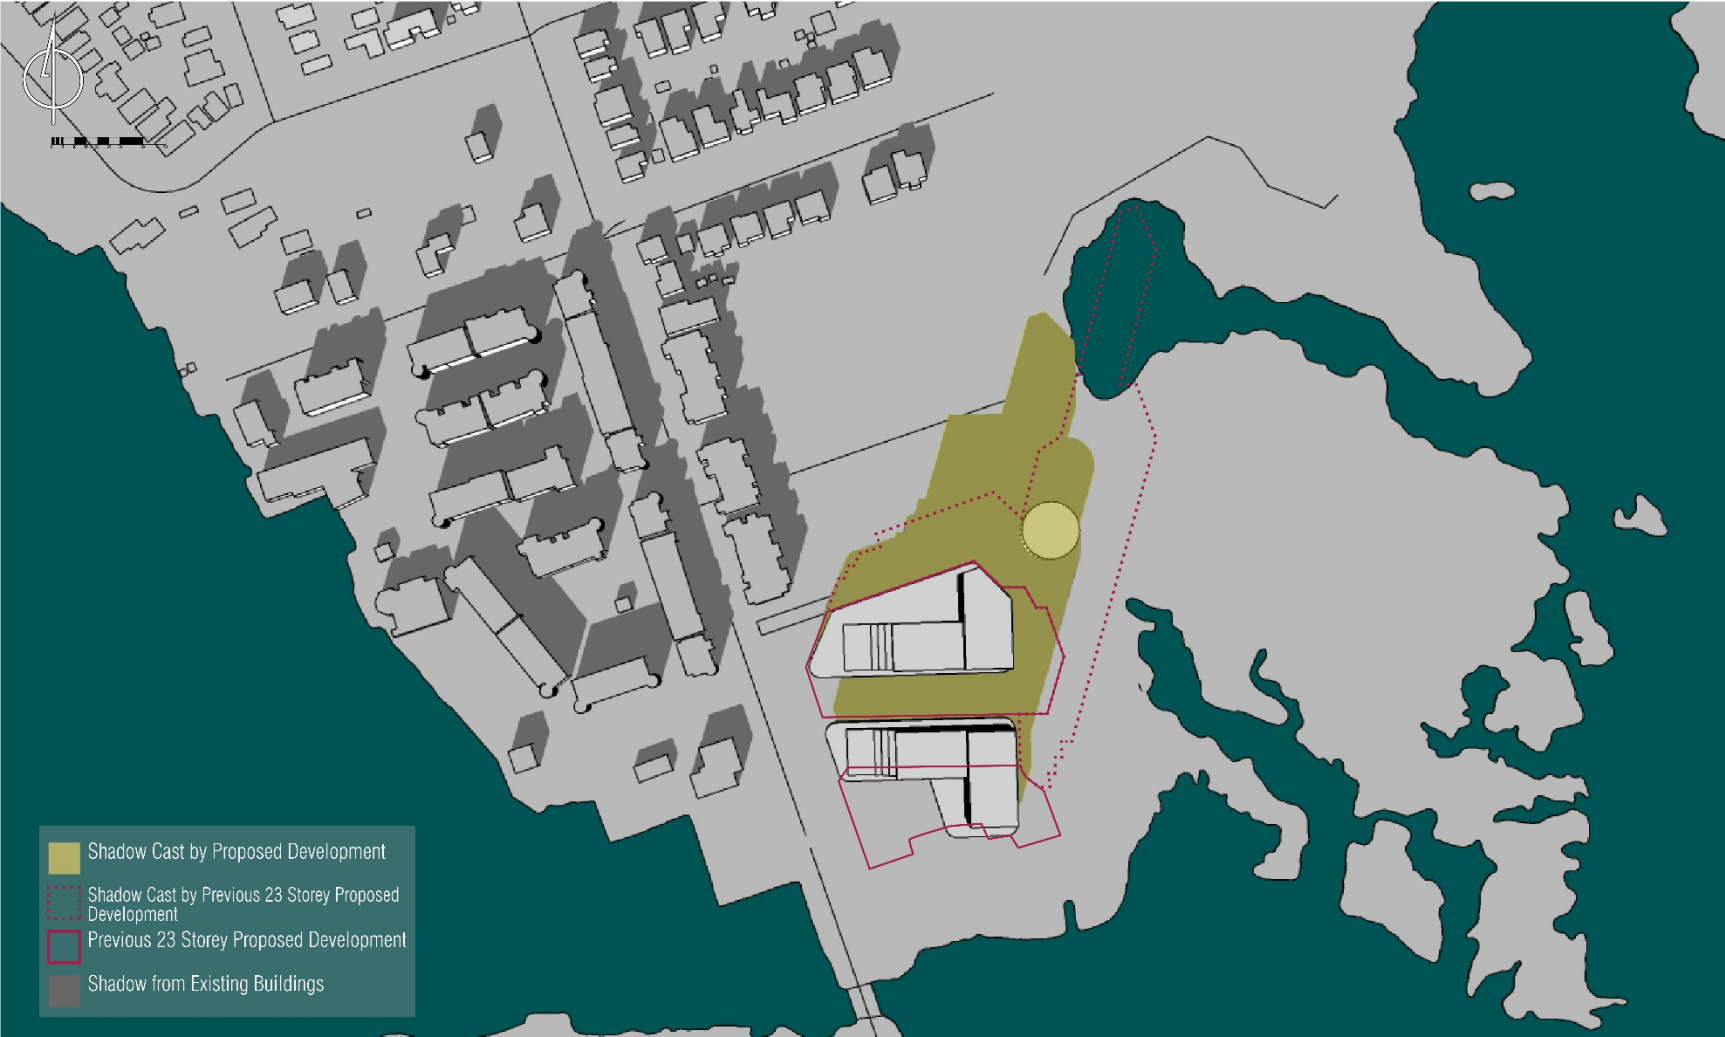 Shadow Cast by Proposed Development
Shadow Cast by Previous 23 Storey Proposed
Development
Previous 23 Storey Proposed Development
Shadow from Existing Buildings